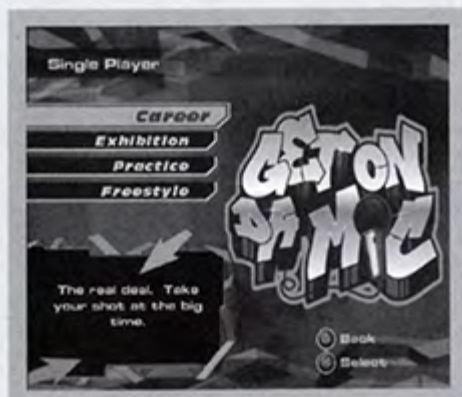 Single Player
Career
Exhibition
Practice
Freestyle
GET ON
DA MIC
The real deal. Take
your shot at the big
time.
Back
Select